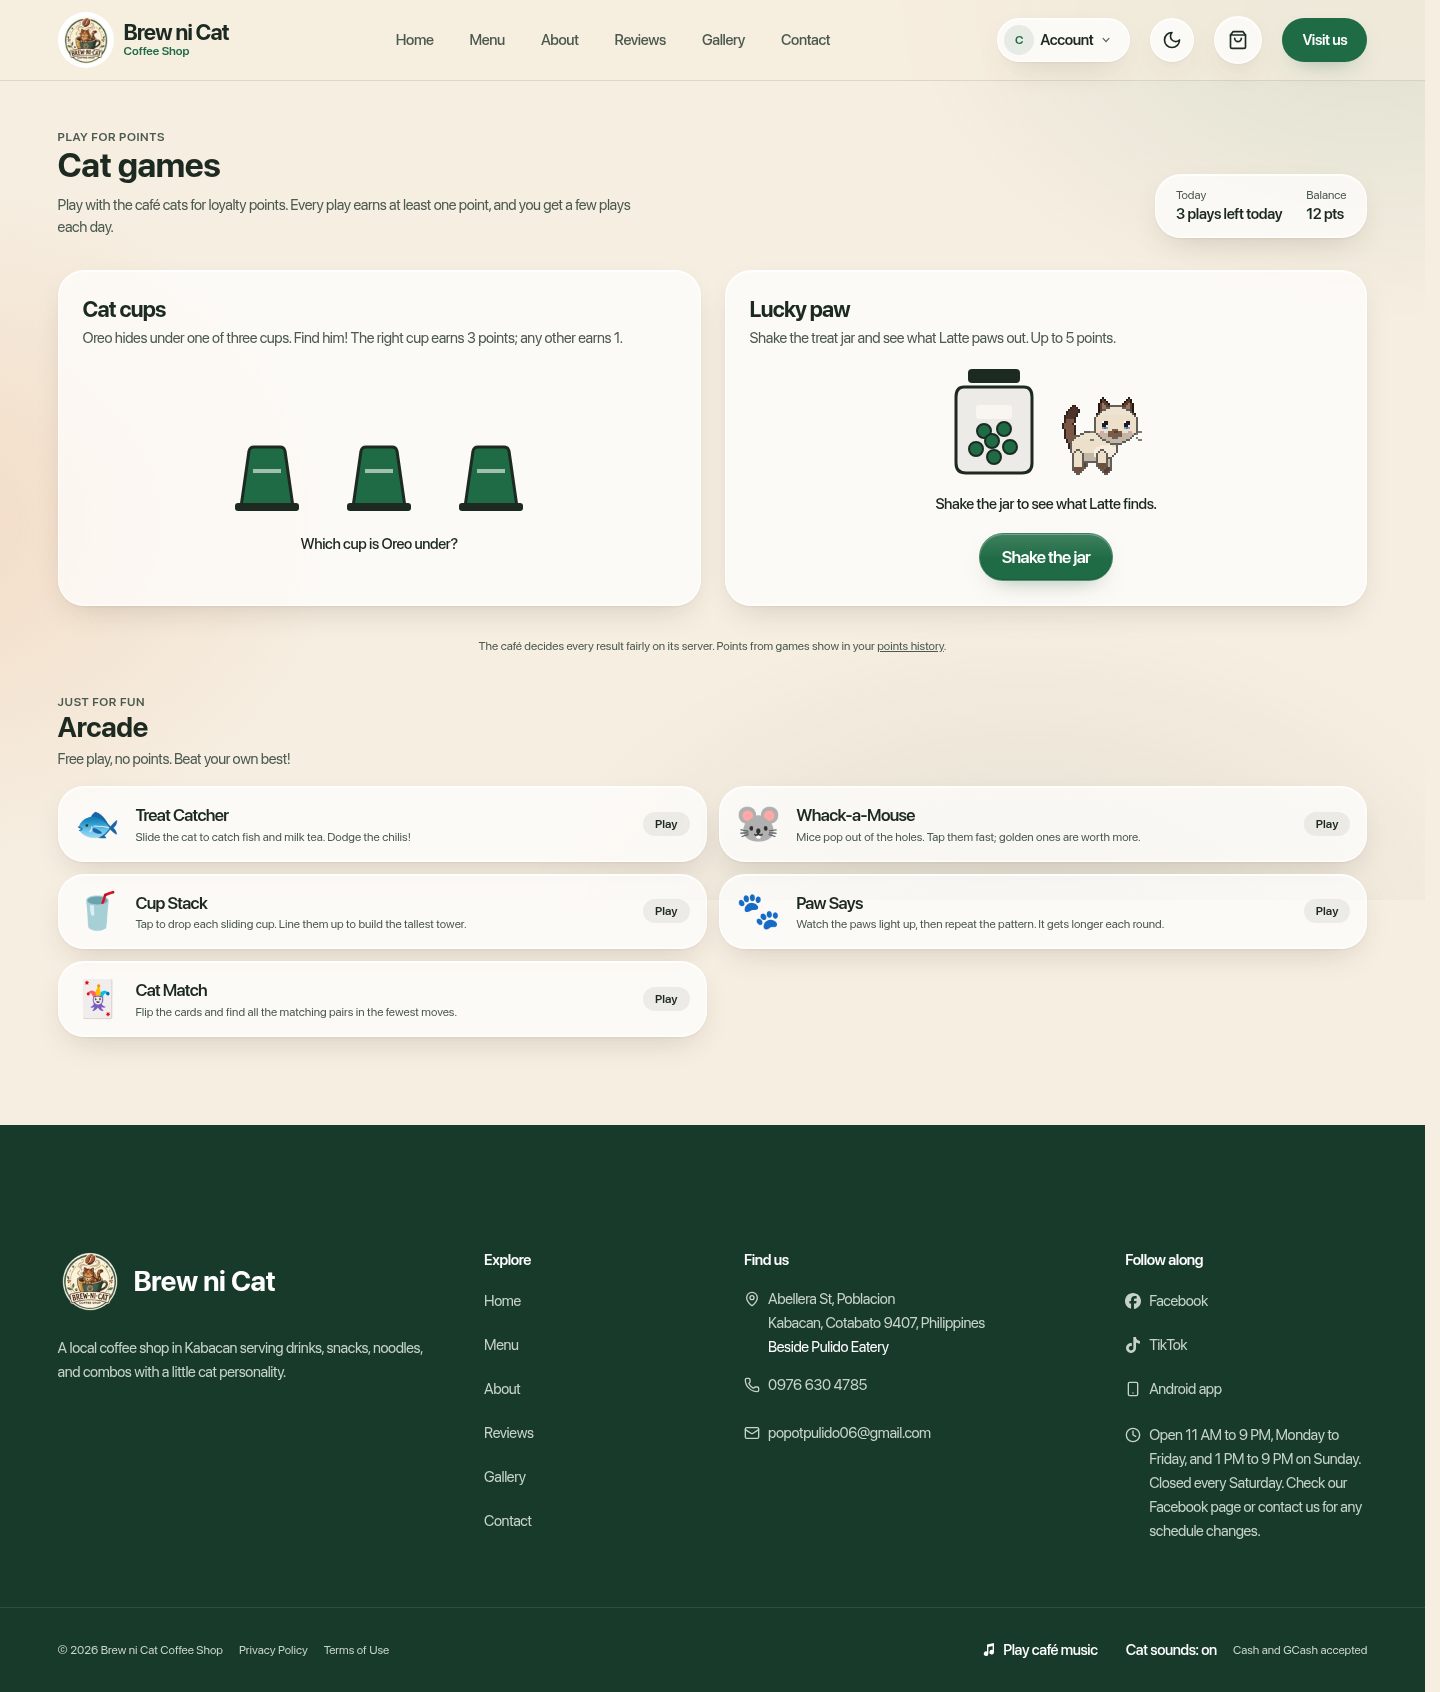 Brew ni Cat
Coffee Shop
Home
Menu
About
Reviews
Gallery
Contact
C
Account
Visit us
PLAY FOR POINTS
Cat games
Play with the café cats for loyalty points. Every play earns at least one point, and you get a few plays
each day.
Today
3 plays left today
Balance
12 pts
Cat cups
Oreo hides under one of three cups. Find him! The right cup earns 3 points; any other earns 1.
Which cup is Oreo under?
Lucky paw
Shake the treat jar and see what Latte paws out. Up to 5 points.
Shake the jar to see what Latte finds.
Shake the jar
The café decides every result fairly on its server. Points from games show in your points history.
JUST FOR FUN
Arcade
Free play, no points. Beat your own best!
Treat Catcher
Slide the cat to catch fish and milk tea. Dodge the chilis!
Play
Whack-a-Mouse
Mice pop out of the holes. Tap them fast; golden ones are worth more.
Play
Cup Stack
Tap to drop each sliding cup. Line them up to build the tallest tower.
Play
Paw Says
Watch the paws light up, then repeat the pattern. It gets longer each round.
Play
Cat Match
Flip the cards and find all the matching pairs in the fewest moves.
Play
BREW·NI·CAT
Brew ni Cat
A local coffee shop in Kabacan serving drinks, snacks, noodles,
and combos with a little cat personality.
Explore
Home
Menu
About
Reviews
Gallery
Contact
Find us
Abellera St, Poblacion
Kabacan, Cotabato 9407, Philippines
Beside Pulido Eatery
0976 630 4785
popotpulido06@gmail.com
Follow along
Facebook
TikTok
Android app
Open 11 AM to 9 PM, Monday to
Friday, and 1 PM to 9 PM on Sunday.
Closed every Saturday. Check our
Facebook page or contact us for any
schedule changes.
© 2026 Brew ni Cat Coffee Shop
Privacy Policy
Terms of Use
Play café music
Cat sounds: on
Cash and GCash accepted